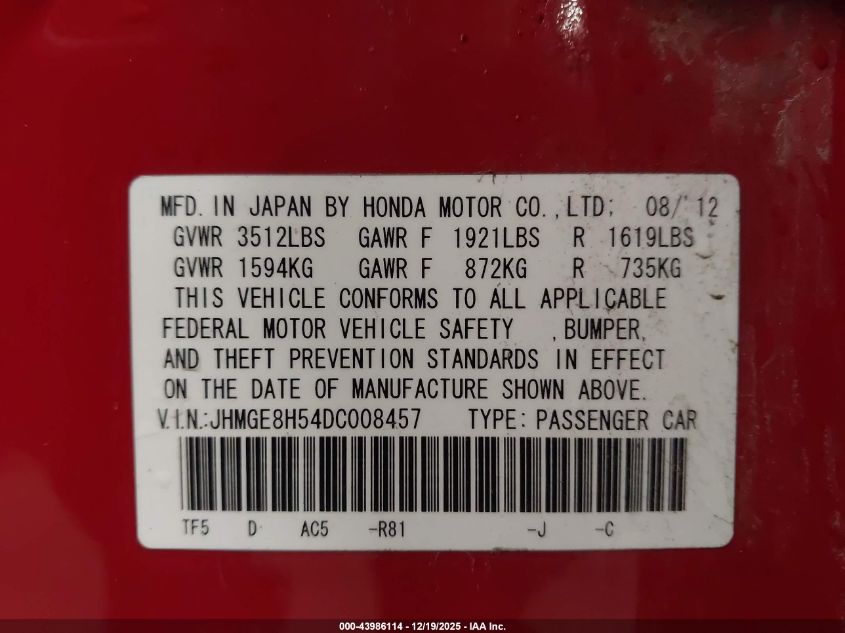 MFD. IN JAPAN BY HONDA MOTOR CO., LTD; 08/'12
GVWR 3512LBS GAWR F 1921LBS R 1619LBS
GVWR 1594KG GAWR F 872KG R 735KG
THIS VEHICLE CONFORMS TO ALL APPLICABLE
FEDERAL MOTOR VEHICLE SAFETY , BUMPER,
AND THEFT PREVENTION STANDARDS IN EFFECT
ON THE DATE OF MANUFACTURE SHOWN ABOVE.
V.I.N.:JHMGE8H54DC008457 TYPE: PASSENGER CAR
TF5 D AC5 -R81 -J -C
000-43986114 - 12/19/2025 - IAA Inc.